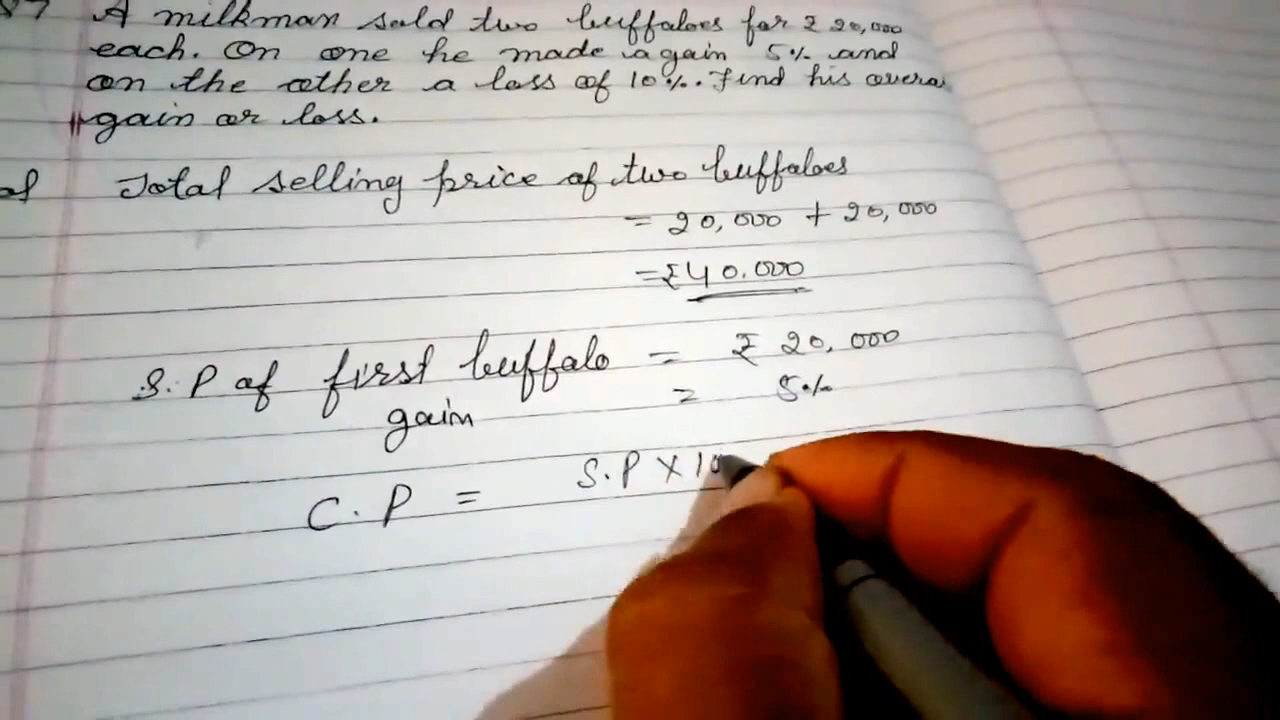 A milkman sold two buffaloes for ₹ 20,000
each. On one he made a gain 5% and
on the other a loss of 10%. Find his overa
gain or loss.
Total selling price of two buffaloes
= 20,000 + 20,000
=₹40.000
S.P of first buffalo = ₹ 20,000
gain = 5%
C.P = S.P X 10